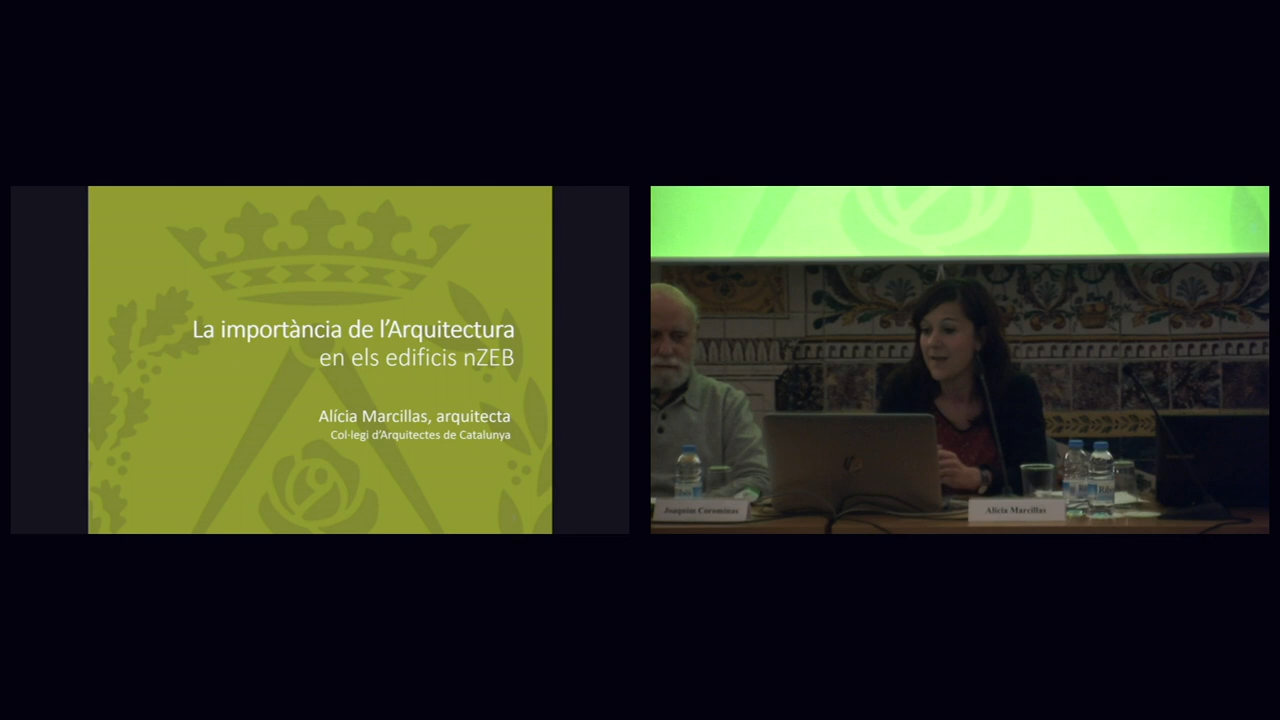 La importància de l'Arquitectura
en els edificis nZEB
Alícia Marcillas, arquitecta
Col·legi d'Arquitectes de Catalunya
Joaquim Corominas
Alícia Marcillas